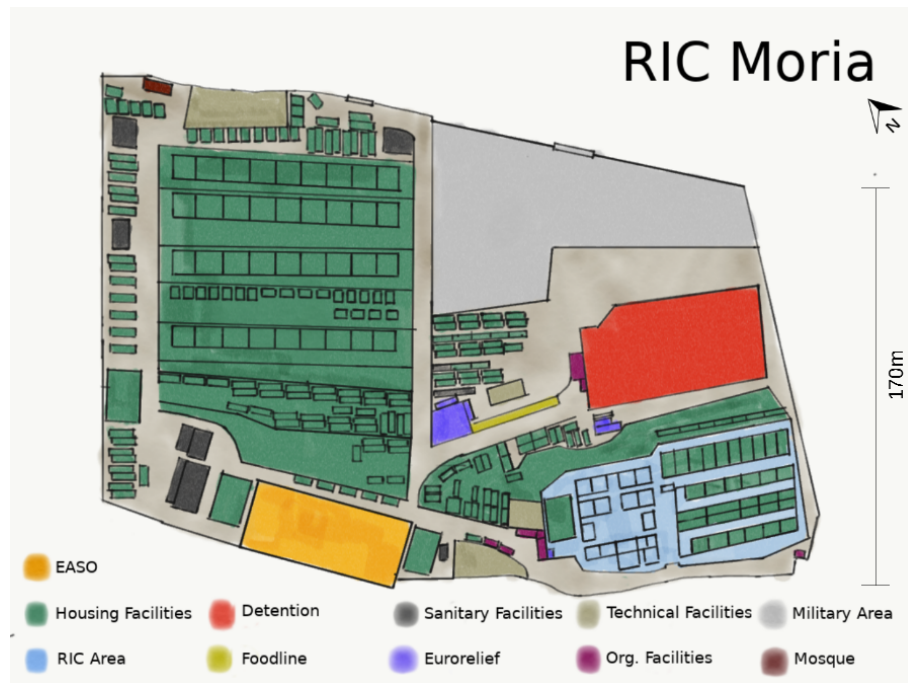 RIC Moria
N
170m
EASO
Housing Facilities
Detention
Sanitary Facilities
Technical Facilities
Military Area
RIC Area
Foodline
Eurorelief
Org. Facilities
Mosque